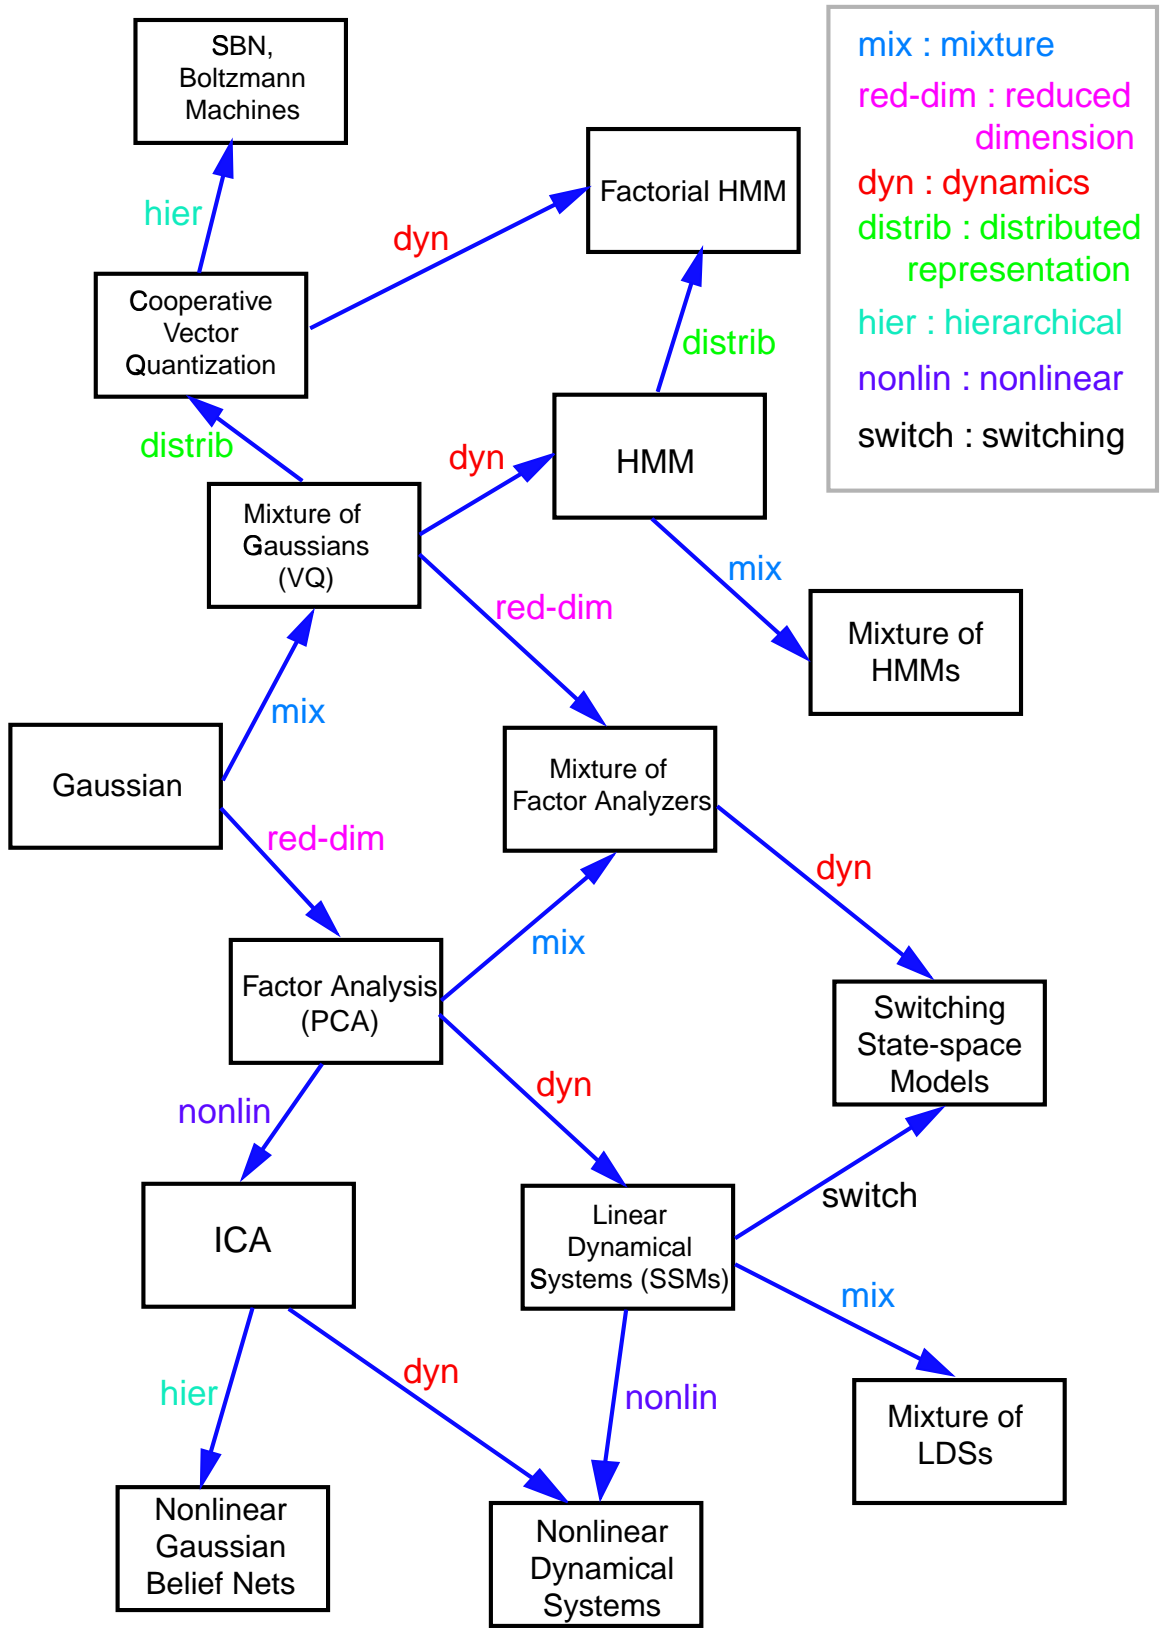 SBN,
Boltzmann
Machines
mix : mixture
red-dim : reduced
dimension
dyn : dynamics
distrib : distributed
representation
hier : hierarchical
nonlin : nonlinear
switch : switching
Factorial HMM
hier
dyn
Cooperative
Vector
Quantization
distrib
distrib
dyn
HMM
Mixture of
Gaussians
(VQ)
mix
red-dim
Mixture of
HMMs
mix
Gaussian
Mixture of
Factor Analyzers
red-dim
dyn
mix
Factor Analysis
(PCA)
Switching
State-space
Models
dyn
nonlin
switch
ICA
Linear
Dynamical
Systems (SSMs)
mix
hier
dyn
nonlin
Mixture of
LDSs
Nonlinear
Gaussian
Belief Nets
Nonlinear
Dynamical
Systems